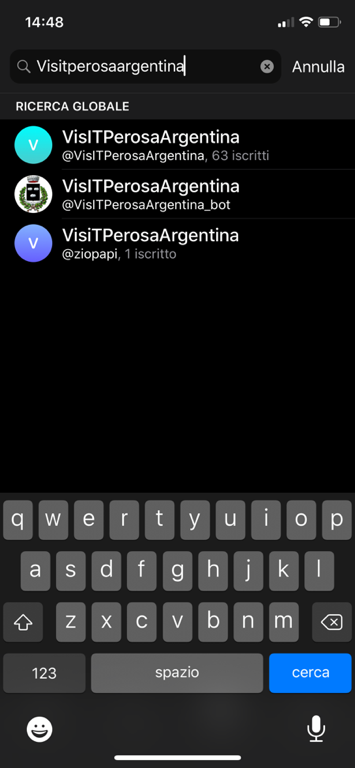 14:48
Visitperosaargentina
Annulla
RICERCA GLOBALE
V
VisITPerosaArgentina
@VisITPerosaArgentina, 63 iscritti
VisITPerosaArgentina
@VisITPerosaArgentina_bot
V
VisiTPerosaArgentina
@ziopapi, 1 iscritto
q w e r t y u i o p
a s d f g h j k l
z x c v b n m
123 spazio cerca